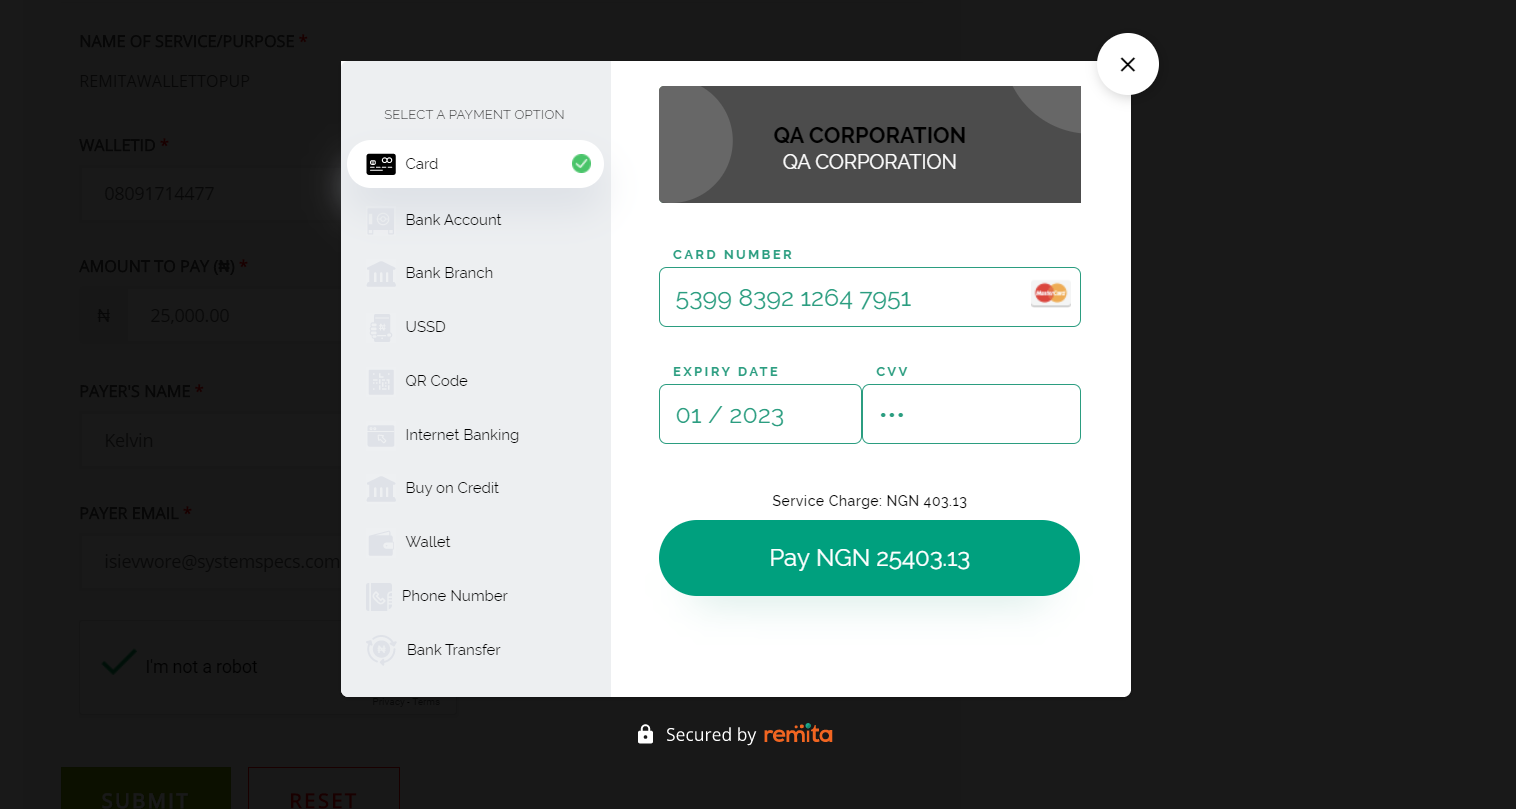 NAME OF SERVICE/PURPOSE *
REMITAWALLETTOPUP
WALLETID *
08091714477
AMOUNT TO PAY (₦) *
₦ 25,000.00
PAYER'S NAME *
Kelvin
PAYER EMAIL *
isievwore@systemspecs.com
I'm not a robot
Privacy - Terms
SUBMIT RESET
SELECT A PAYMENT OPTION
Card
Bank Account
Bank Branch
USSD
QR Code
Internet Banking
Buy on Credit
Wallet
Phone Number
Bank Transfer
QA CORPORATION
QA CORPORATION
CARD NUMBER
5399 8392 1264 7951
MasterCard
EXPIRY DATE CVV
01 / 2023 •••
Service Charge: NGN 403.13
Pay NGN 25403.13
Secured by remita